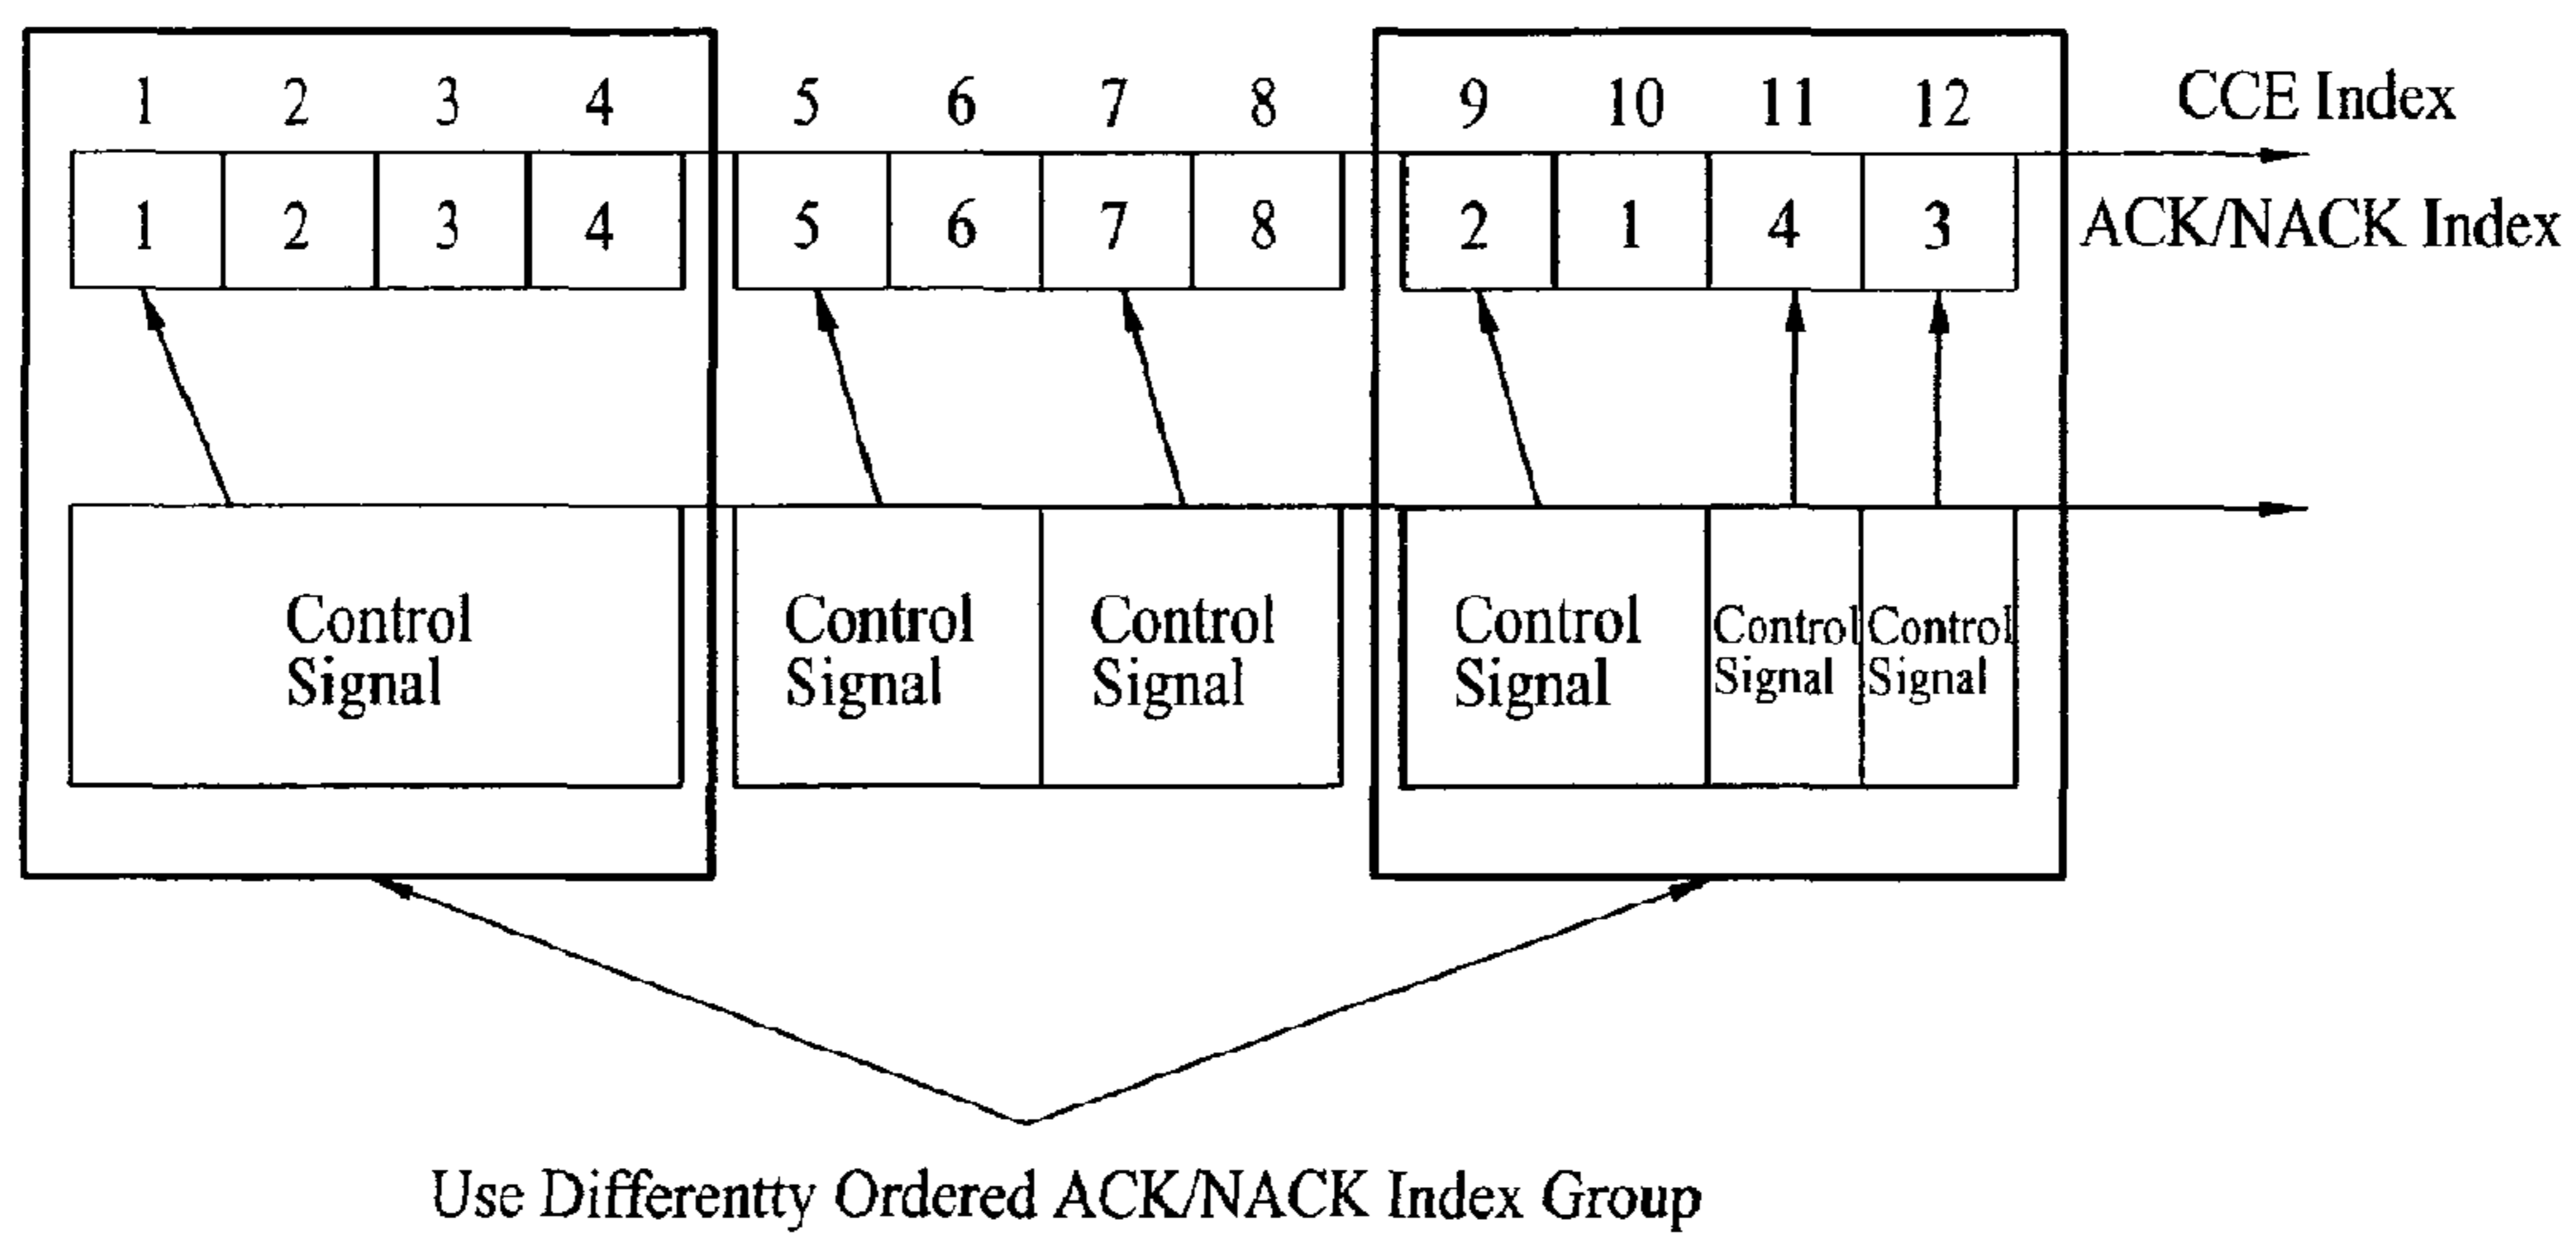 1 2 3 4 5 6 7 8 9 10 11 12 CCE Index
1 2 3 4 5 6 7 8 2 1 4 3 ACK/NACK Index
Control Control Control Control Control Control
Signal Signal Signal Signal Signal Signal
Use Differentty Ordered ACK/NACK Index Group